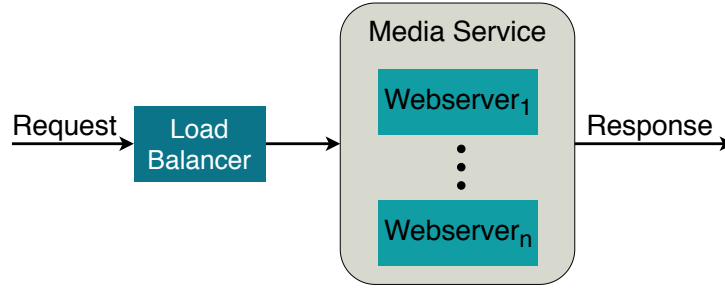 Media Service
Webserver₁
Request
Load
Balancer
Response
Webserverₙ